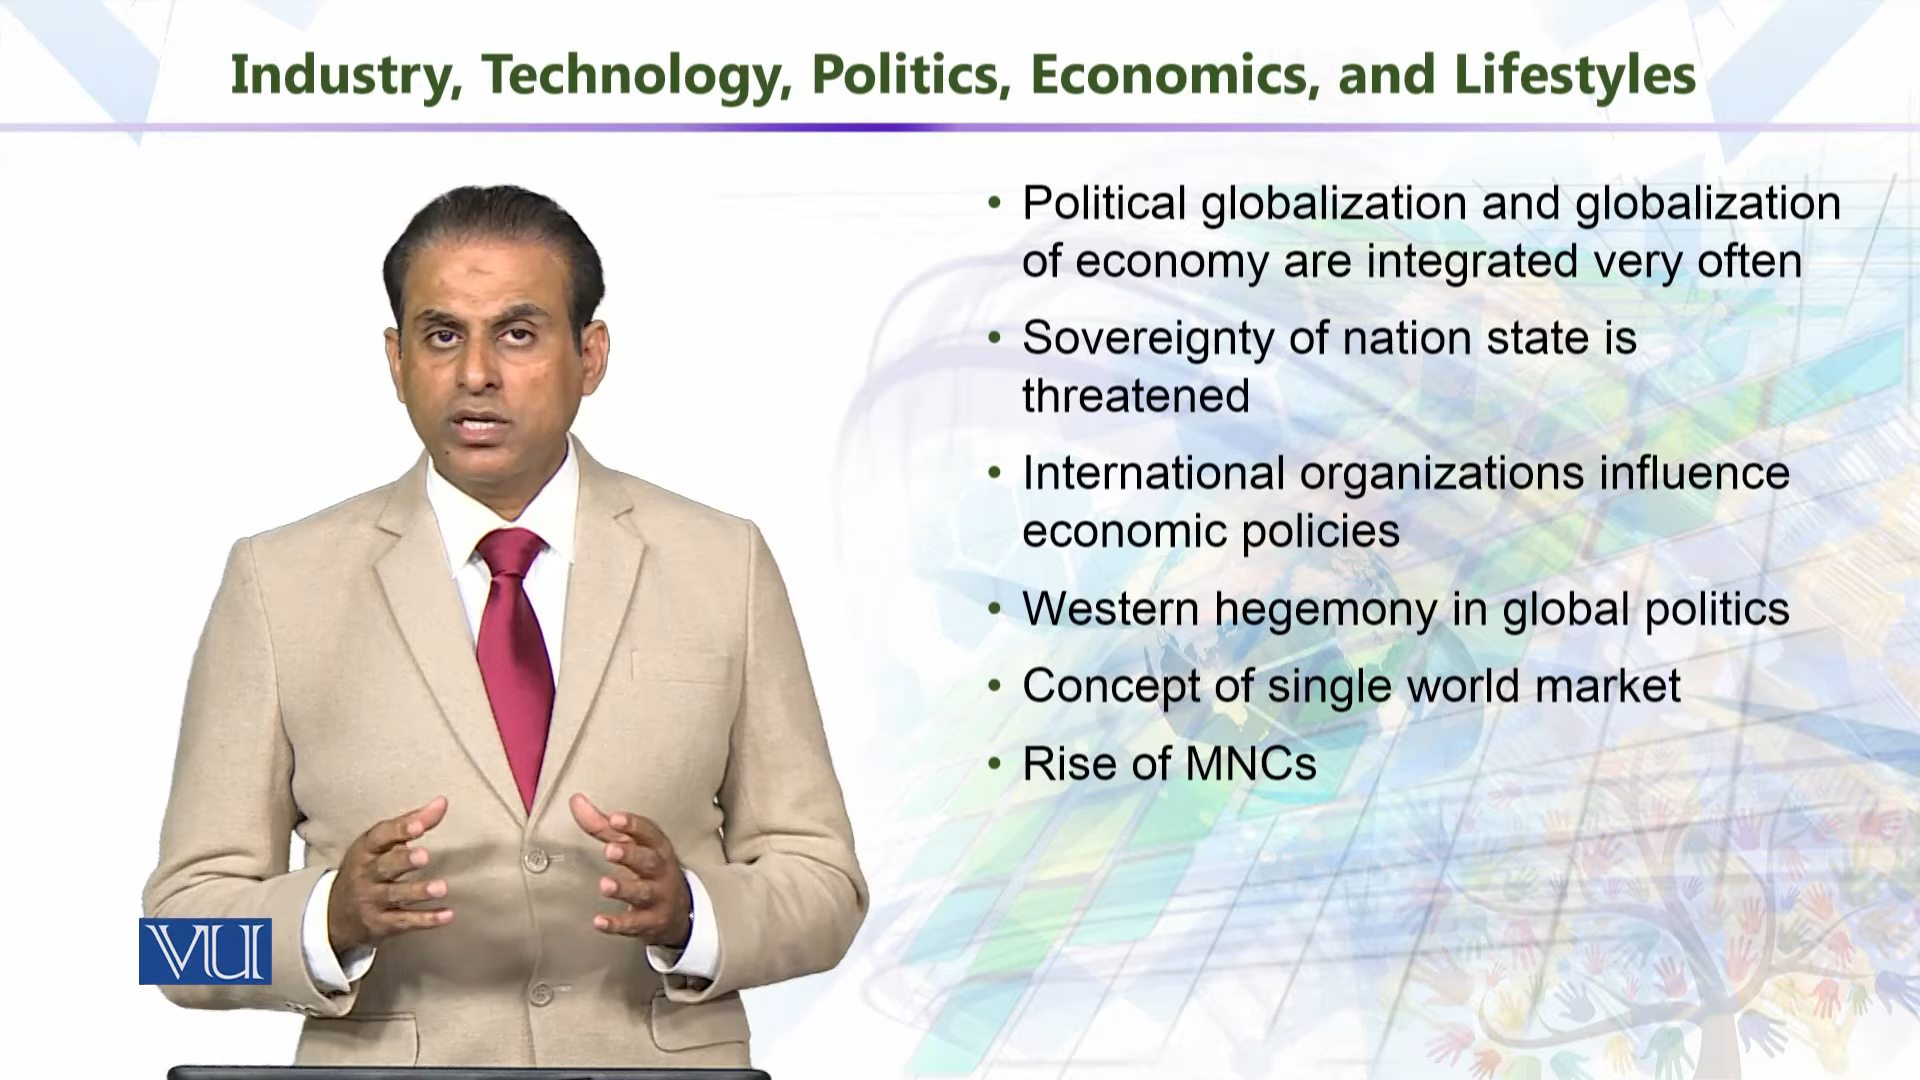 Industry, Technology, Politics, Economics, and Lifestyles
• Political globalization and globalization
of economy are integrated very often
• Sovereignty of nation state is
threatened
• International organizations influence
economic policies
• Western hegemony in global politics
• Concept of single world market
• Rise of MNCs
VU